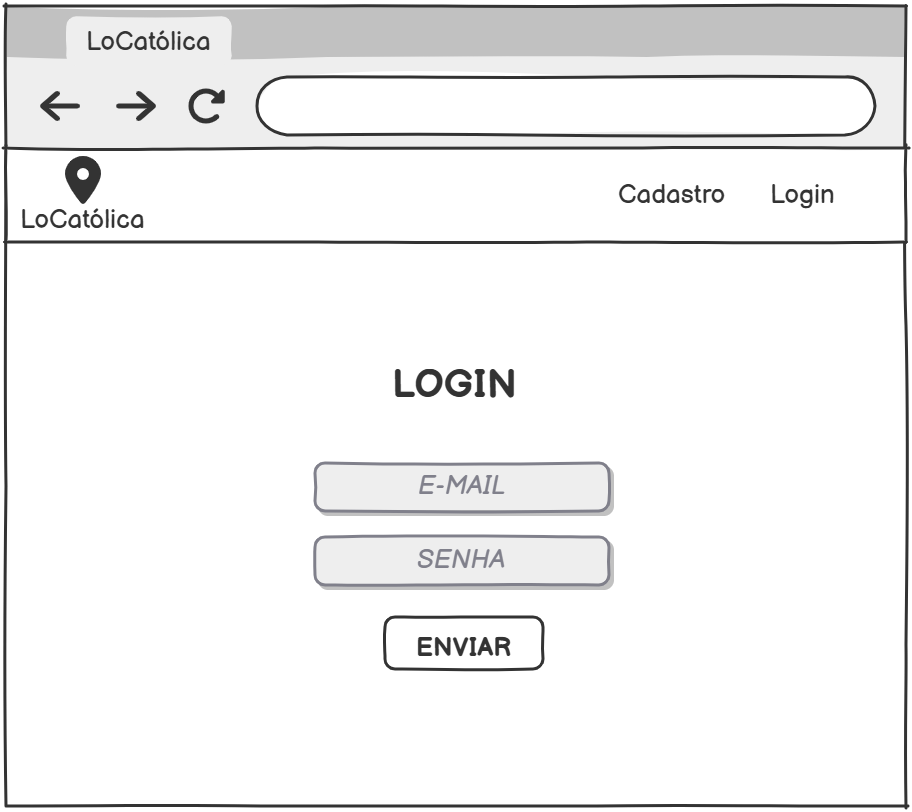 LoCatólica
LoCatólica
Cadastro Login
LOGIN
E-MAIL
SENHA
ENVIAR